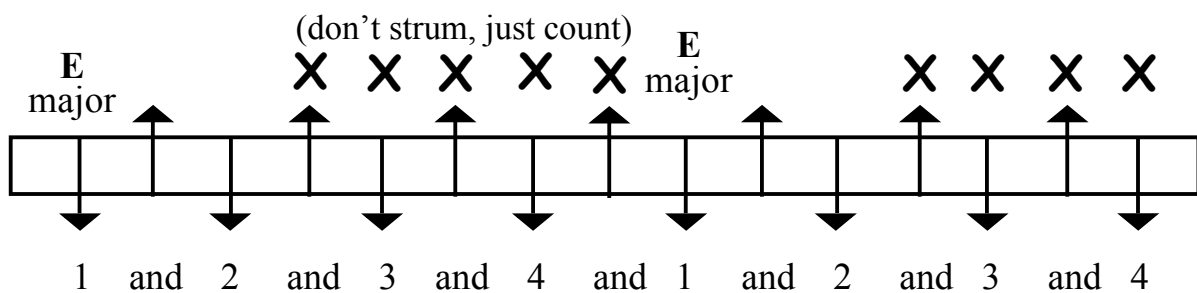 (don’t strum, just count)
E
major
X X X X X
E
major
X X X X
1 and 2 and 3 and 4 and 1 and 2 and 3 and 4